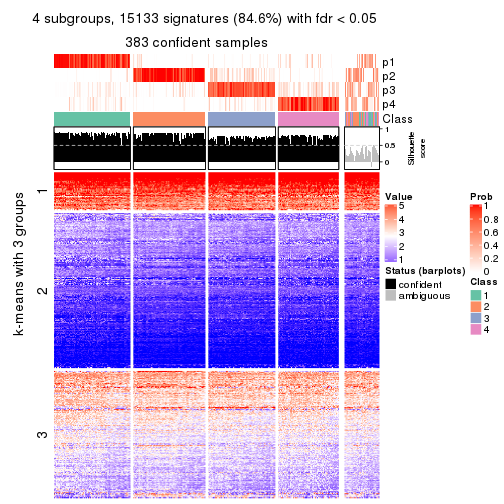 4 subgroups, 15133 signatures (84.6%) with fdr < 0.05
383 confident samples
p1
p2
p3
p4
Class
1
0.5
0
Silhouette
score
k-means with 3 groups
1
2
3
Value
5
4
3
2
1
Status (barplots)
confident
ambiguous
Prob
1
0.8
0.6
0.4
0.2
0
Class
1
2
3
4